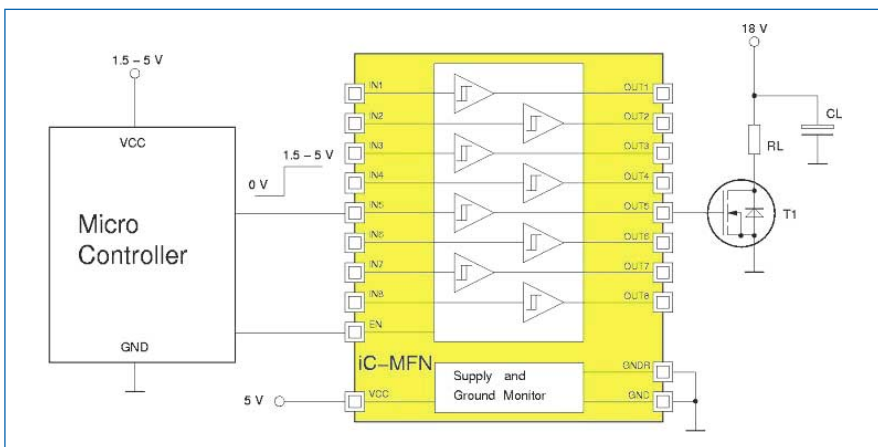 18 V
1.5 – 5 V
VCC
Micro
Controller
GND
0 V
1.5 – 5 V
IN1
IN2
IN3
IN4
IN5
IN6
IN7
IN8
EN
OUT1
OUT2
OUT3
OUT4
OUT5
OUT6
OUT7
OUT8
iC–MFN
VCC
5 V
Supply and
Ground Monitor
GNDR
GND
RL
CL
T1